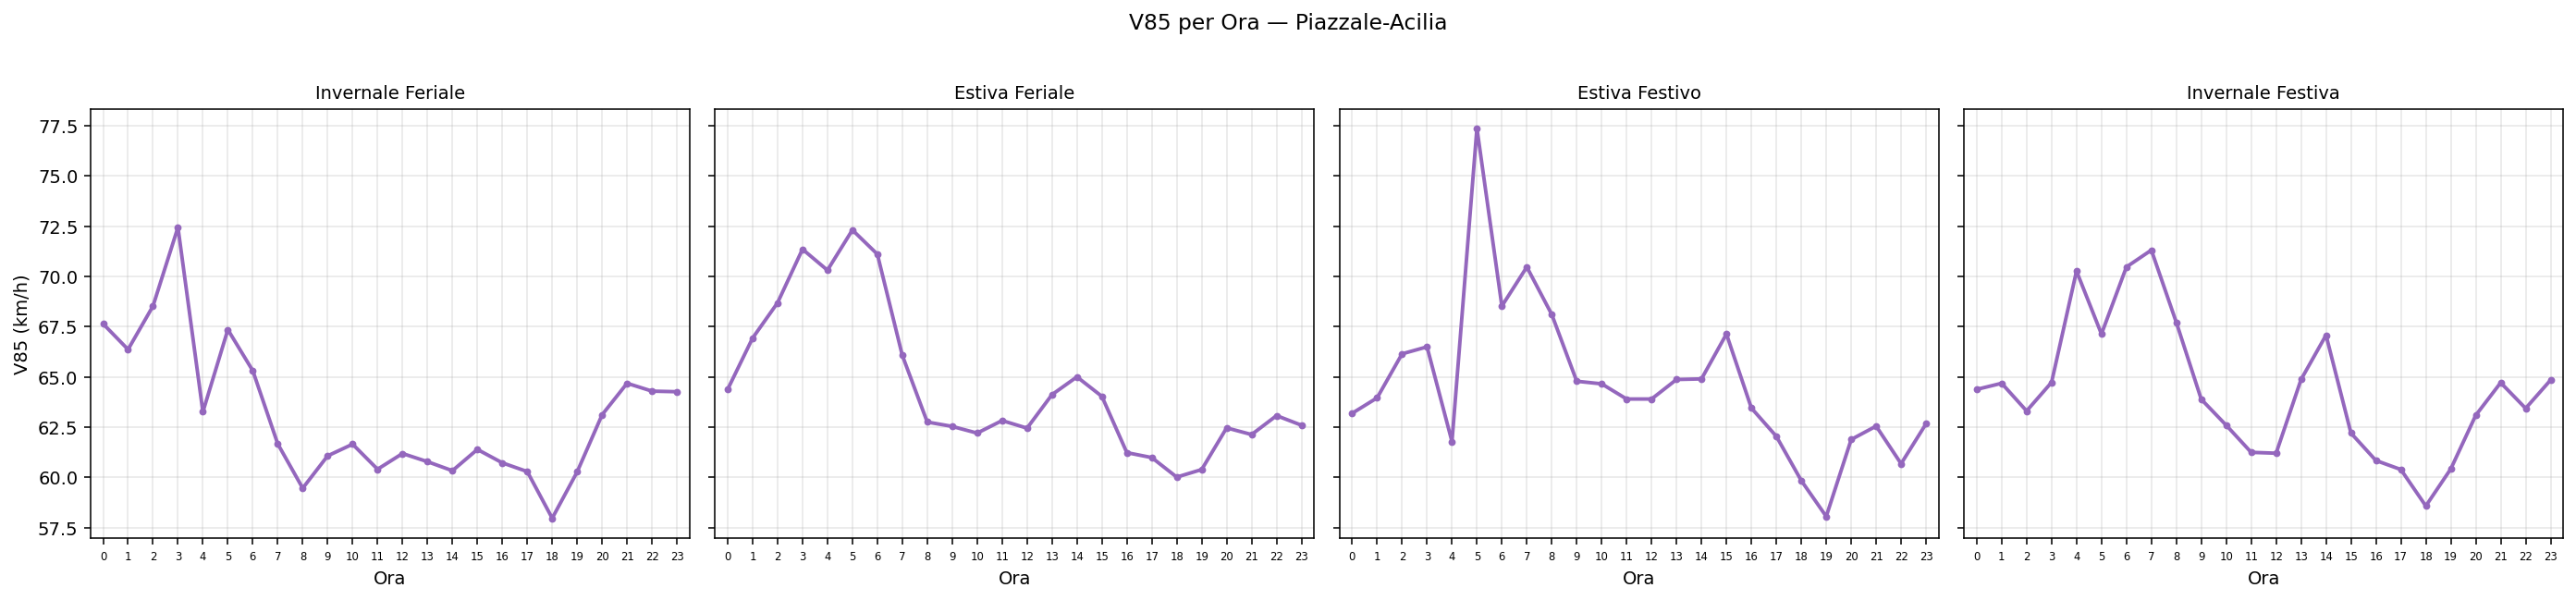 V85 per Ora — Piazzale-Acilia
Invernale Feriale
Estiva Feriale
Estiva Festivo
Invernale Festiva
V85 (km/h)
77.5
75.0
72.5
70.0
67.5
65.0
62.5
60.0
57.5
0 1 2 3 4 5 6 7 8 9 10 11 12 13 14 15 16 17 18 19 20 21 22 23
0 1 2 3 4 5 6 7 8 9 10 11 12 13 14 15 16 17 18 19 20 21 22 23
0 1 2 3 4 5 6 7 8 9 10 11 12 13 14 15 16 17 18 19 20 21 22 23
0 1 2 3 4 5 6 7 8 9 10 11 12 13 14 15 16 17 18 19 20 21 22 23
Ora
Ora
Ora
Ora